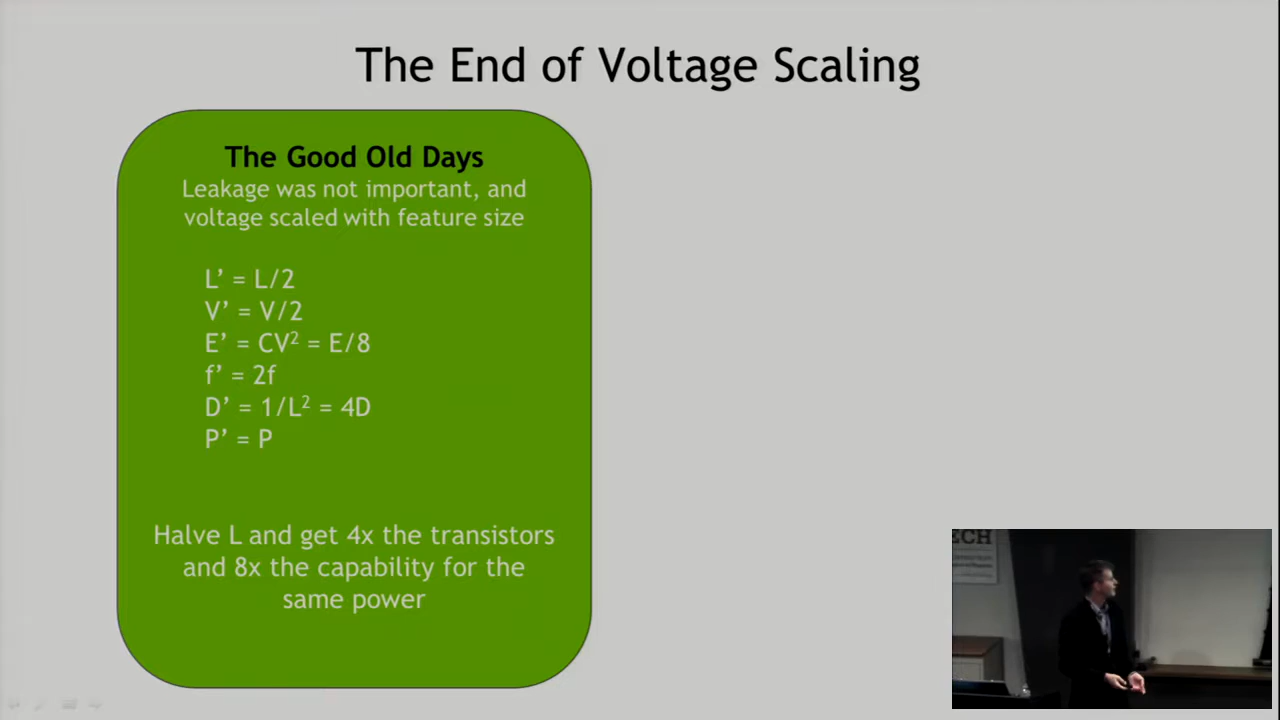 The End of Voltage Scaling
The Good Old Days
Leakage was not important, and
voltage scaled with feature size
L’ = L/2
V’ = V/2
E’ = CV² = E/8
f’ = 2f
D’ = 1/L² = 4D
P’ = P
Halve L and get 4x the transistors
and 8x the capability for the
same power
ECH